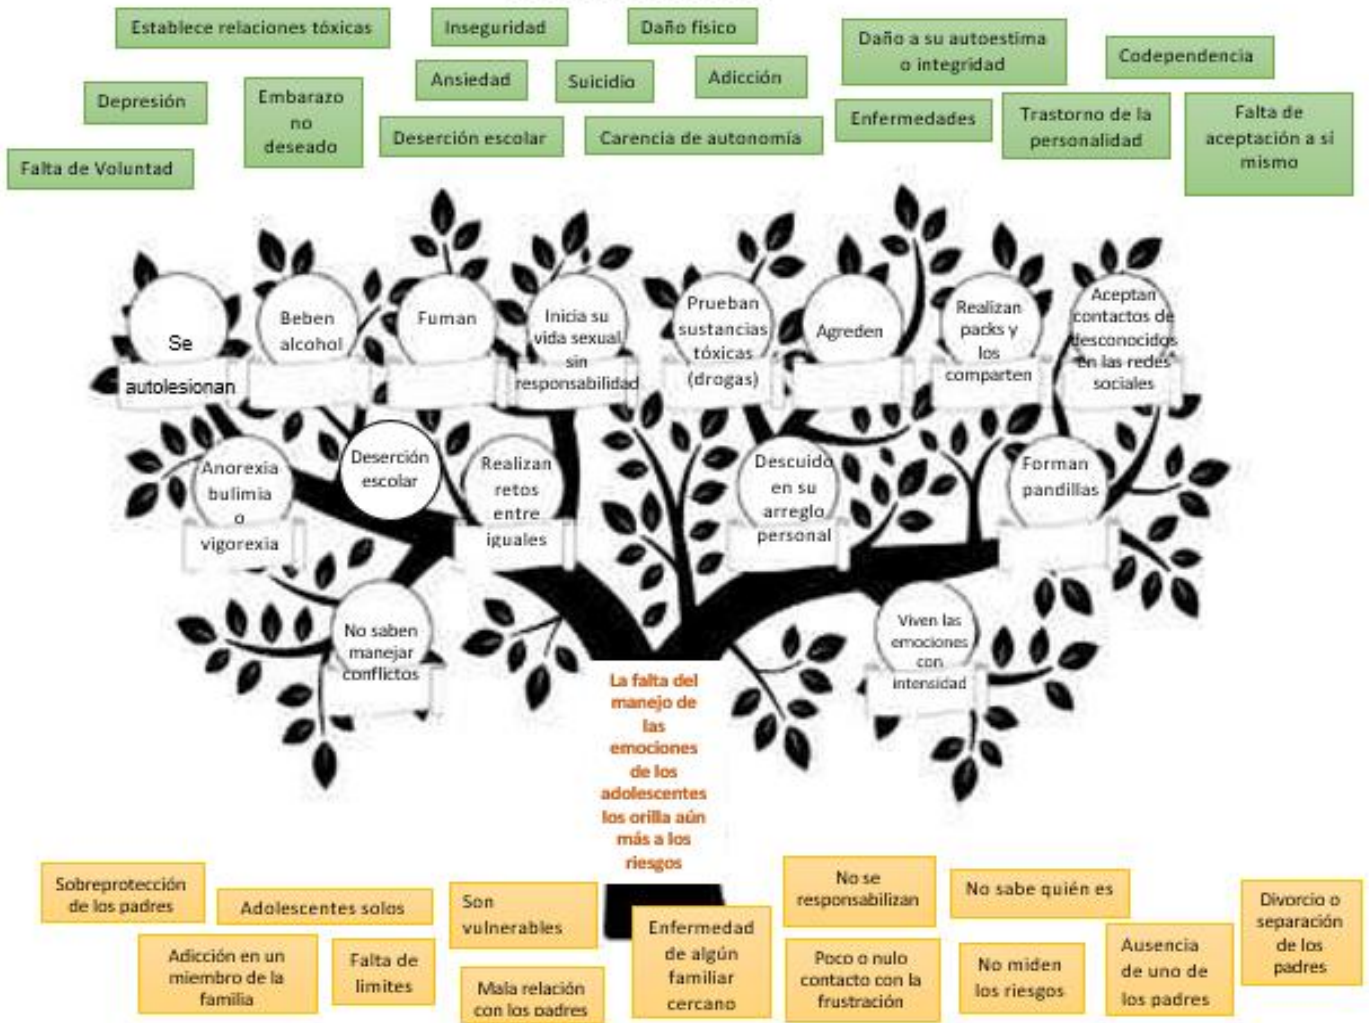 Establece relaciones tóxicas
Inseguridad
Daño físico
Daño a su autoestima
o integridad
Codependencia
Depresión
Embarazo
no
deseado
Ansiedad
Suicidio
Adicción
Deserción escolar
Carencia de autonomía
Enfermedades
Trastorno de la
personalidad
Falta de
aceptación a si
mismo
Falta de Voluntad
Se
autolesionan
Beben
alcohol
Fuman
Inicia su
vida sexual
sin
responsabilidad
Prueban
sustancias
tóxicas
(drogas)
Agreden
Realizan
packs y
los
comparten
Aceptan
contactos de
desconocidos
en las redes
sociales
Anorexia
bulimia
o
vigorexia
Deserción
escolar
Realizan
retos
entre
iguales
Descuido
en su
arreglo
personal
Forman
pandillas
No saben
manejar
conflictos
Viven las
emociones
con
intensidad
La falta del
manejo de
las
emociones
de los
adolescentes
los orilla aún
más a los
riesgos
Sobreprotección
de los padres
Adolescentes solos
Son
vulnerables
No se
responsabilizan
No sabe quién es
Divorcio o
separación
de los
padres
Adicción en un
miembro de la
familia
Falta de
limites
Mala relación
con los padres
Enfermedad
de algún
familiar
cercano
Poco o nulo
contacto con la
frustración
No miden
los riesgos
Ausencia
de uno de
los padres